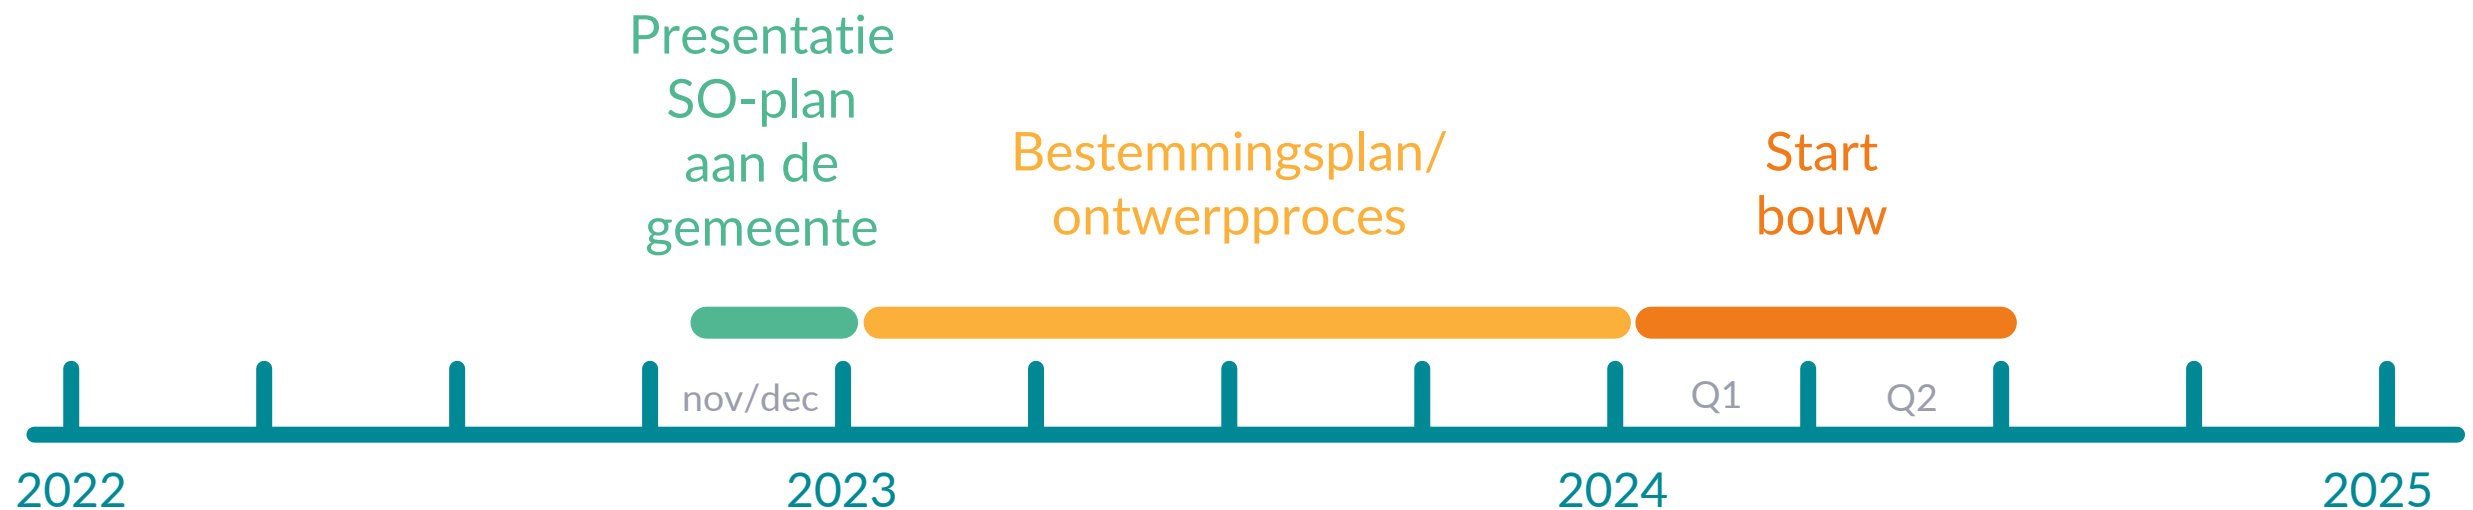 Presentatie
SO-plan
aan de
gemeente
Bestemmingsplan/
ontwerpproces
Start
bouw
nov/dec
Q1
Q2
2022
2023
2024
2025